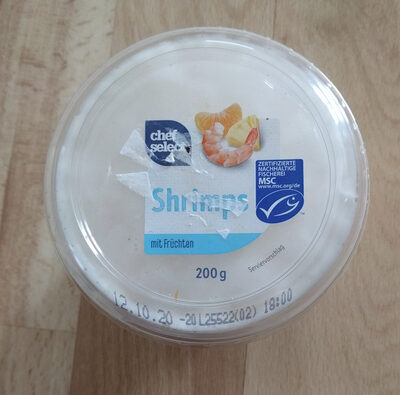 chef
select
Shrimps
mit Früchten
200 g
ZERTIFIZIERTE
NACHHALTIGE
FISCHEREI
MSC
www.msc.org/de
Serviervorschlag
12.10.20 -20L25522(02) 18:00